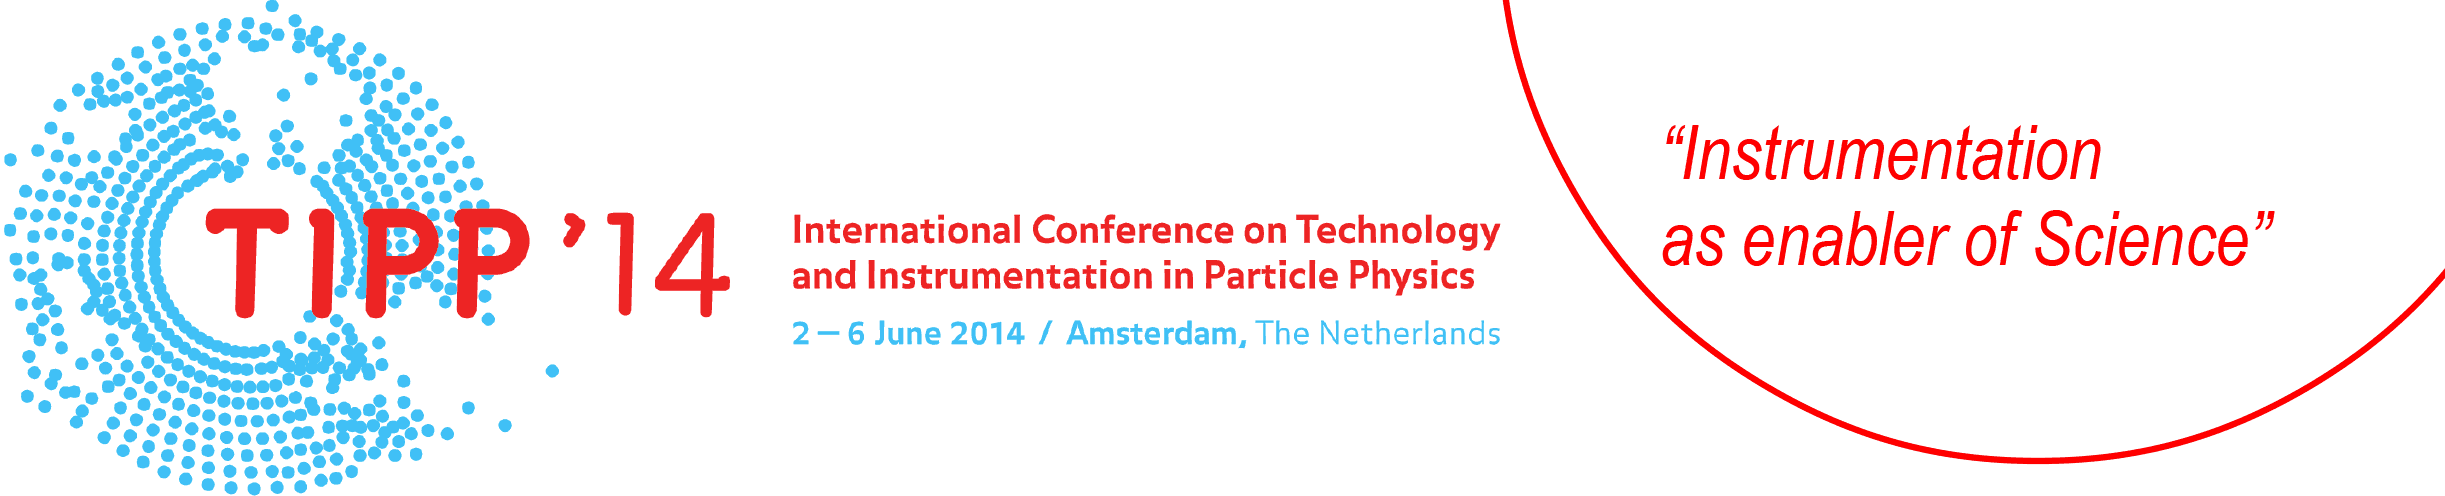 TIPP ’14
International Conference on Technology
and Instrumentation in Particle Physics
2 – 6 June 2014 / Amsterdam, The Netherlands
“Instrumentation
as enabler of Science”